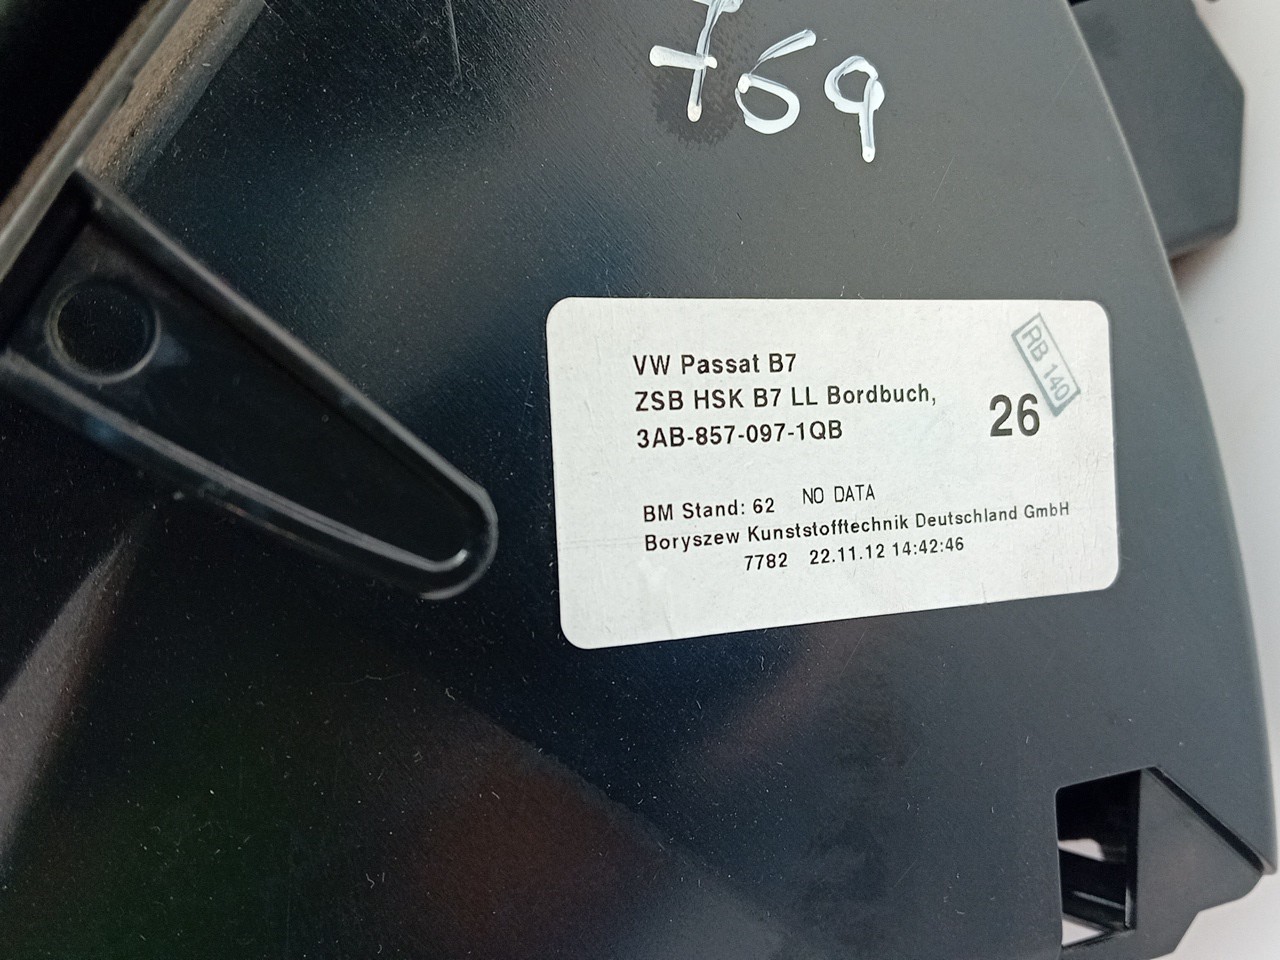 769
VW Passat B7
ZSB HSK B7 LL Bordbuch,
3AB-857-097-1QB
26
RB 140
BM Stand: 62 NO DATA
Boryszew Kunststofftechnik Deutschland GmbH
7782 22.11.12 14:42:46